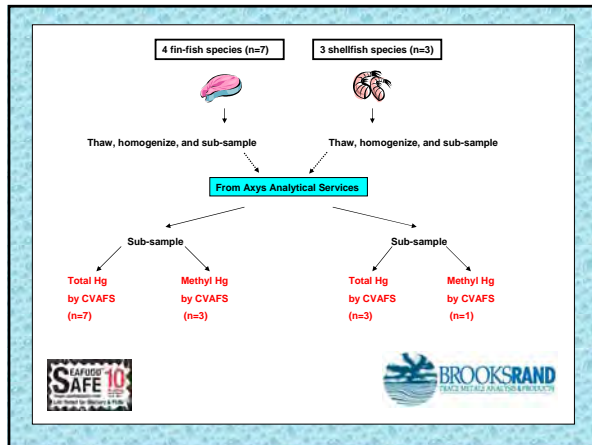 4 fin-fish species (n=7)
3 shellfish species (n=3)
Thaw, homogenize, and sub-sample
Thaw, homogenize, and sub-sample
From Axys Analytical Services
Sub-sample
Sub-sample
Total Hg
by CVAFS
(n=7)
Methyl Hg
by CVAFS
(n=3)
Total Hg
by CVAFS
(n=3)
Methyl Hg
by CVAFS
(n=1)
SEAFOOD
SAFE 10
BROOKSRAND
TRACE METALS ANALYSIS & PRODUCTS